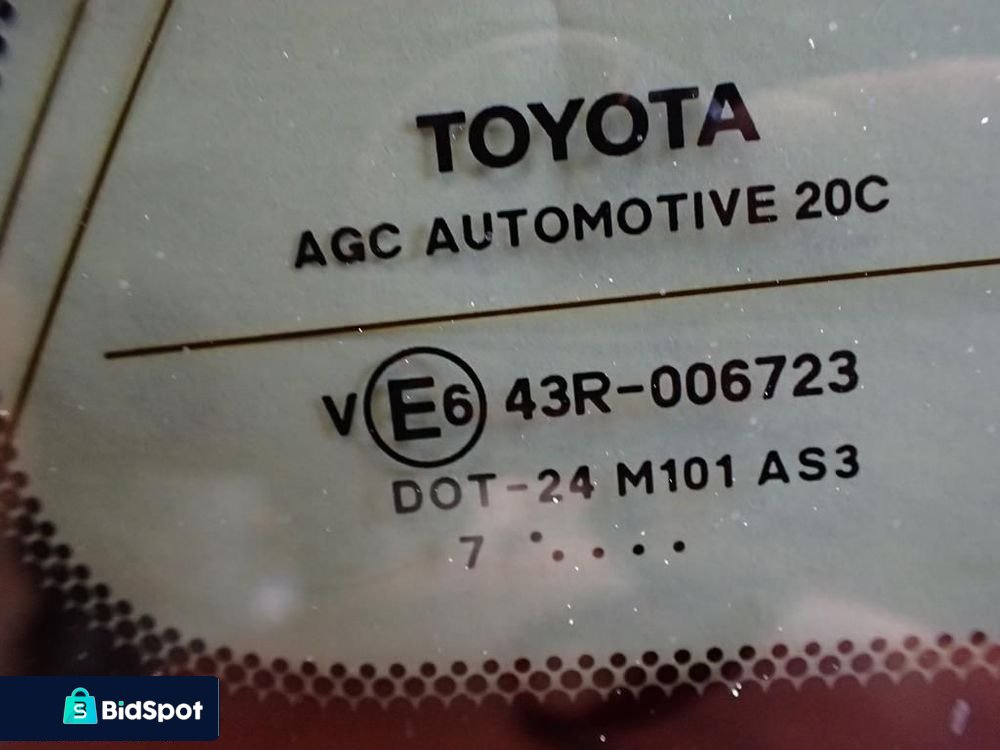 TOYOTA
AGC AUTOMOTIVE 20C
V E6 43R-006723
DOT-24 M101 AS3
7 ˙. . . .
BidSpot